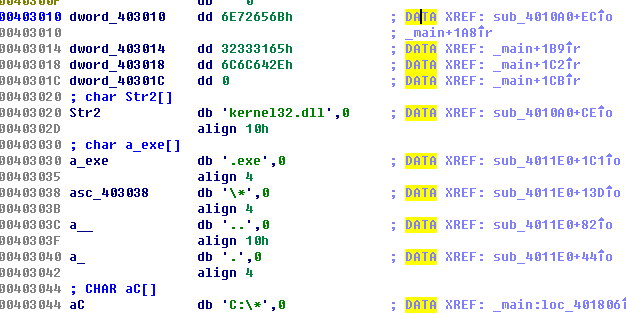 00403010 dword_403010 dd 6E72656Bh ; DATA XREF: sub_4010A0+EC↑o
00403010 ; _main+1A8↑r
00403014 dword_403014 dd 32333165h ; DATA XREF: _main+1B9↑r
00403018 dword_403018 dd 6C6C642Eh ; DATA XREF: _main+1C2↑r
0040301C dword_40301C dd 0 ; DATA XREF: _main+1CB↑r
00403020 ; char Str2[]
00403020 Str2 db 'kernel32.dll',0 ; DATA XREF: sub_4010A0+CE↑o
0040302D align 10h
00403030 ; char a_exe[]
00403030 a_exe db '.exe',0 ; DATA XREF: sub_4011E0+1C1↑o
00403035 align 4
00403038 asc_403038 db '\*',0 ; DATA XREF: sub_4011E0+13D↑o
0040303B align 4
0040303C a__ db '..',0 ; DATA XREF: sub_4011E0+82↑o
0040303F align 10h
00403040 a_ db '.',0 ; DATA XREF: sub_4011E0+44↑o
00403042 align 4
00403044 ; CHAR aC[]
00403044 aC db 'C:\*',0 ; DATA XREF: _main:loc_401806↑o